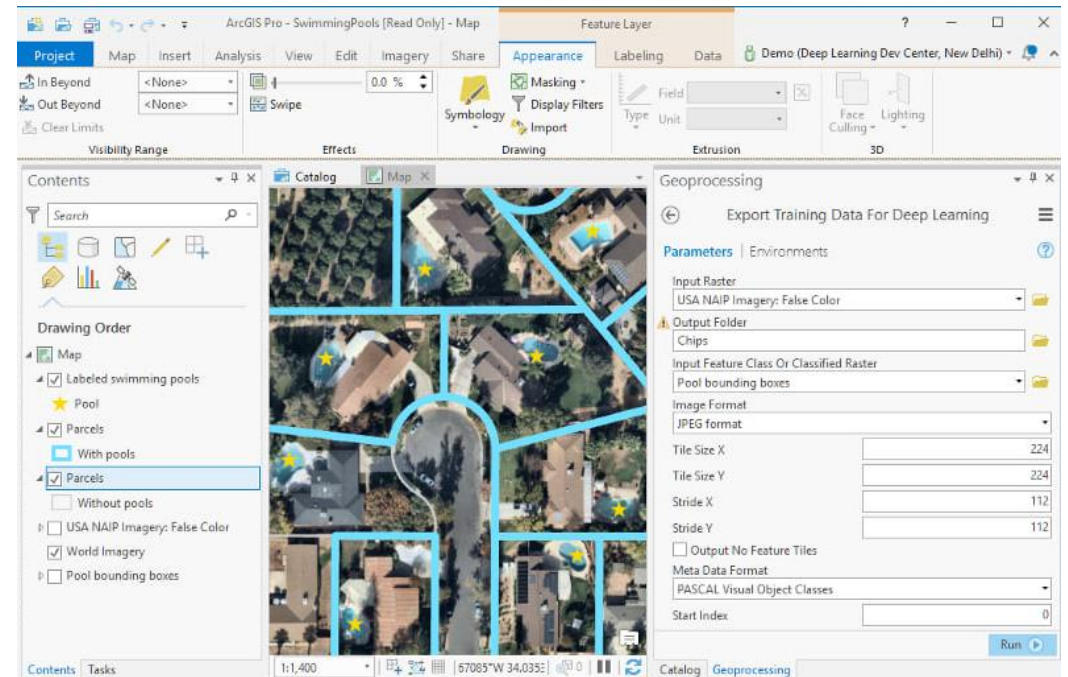 ArcGIS Pro - SwimmingPools [Read Only] - Map
Feature Layer
?
Project Map Insert Analysis View Edit Imagery Share Appearance Labeling Data Demo (Deep Learning Dev Center, New Delhi)
In Beyond <None>
Out Beyond <None>
Clear Limits
Visibility Range
0.0 %
Swipe
Effects
Symbology
Masking
Display Filters
Import
Drawing
Type
Field
Unit
Extrusion
Face Culling
Lighting
3D
Contents
Search
Drawing Order
Map
Labeled swimming pools
Pool
Parcels
With pools
Parcels
Without pools
USA NAIP Imagery: False Color
World Imagery
Pool bounding boxes
Contents Tasks
Catalog Map
1:1,400
67085°W 34.035
0
Geoprocessing
Export Training Data For Deep Learning
Parameters | Environments
?
Input Raster
USA NAIP Imagery: False Color
Output Folder
Chips
Input Feature Class Or Classified Raster
Pool bounding boxes
Image Format
JPEG format
Tile Size X 224
Tile Size Y 224
Stride X 112
Stride Y 112
Output No Feature Tiles
Meta Data Format
PASCAL Visual Object Classes
Start Index 0
Run
Catalog Geoprocessing